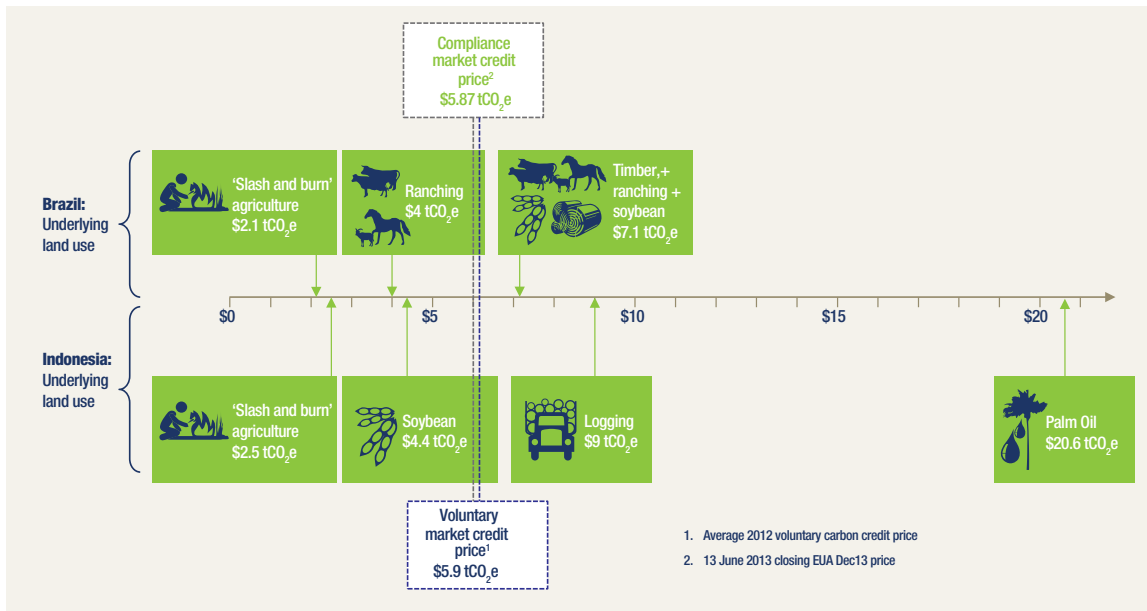 Compliance
market credit
price²
$5.87 tCO₂e
Brazil:
Underlying
land use
‘Slash and burn’
agriculture
$2.1 tCO₂e
Ranching
$4 tCO₂e
Timber,+
ranching +
soybean
$7.1 tCO₂e
$0 $5 $10 $15 $20
Indonesia:
Underlying
land use
‘Slash and burn’
agriculture
$2.5 tCO₂e
Soybean
$4.4 tCO₂e
Logging
$9 tCO₂e
Palm Oil
$20.6 tCO₂e
Voluntary
market credit
price¹
$5.9 tCO₂e
1. Average 2012 voluntary carbon credit price
2. 13 June 2013 closing EUA Dec13 price